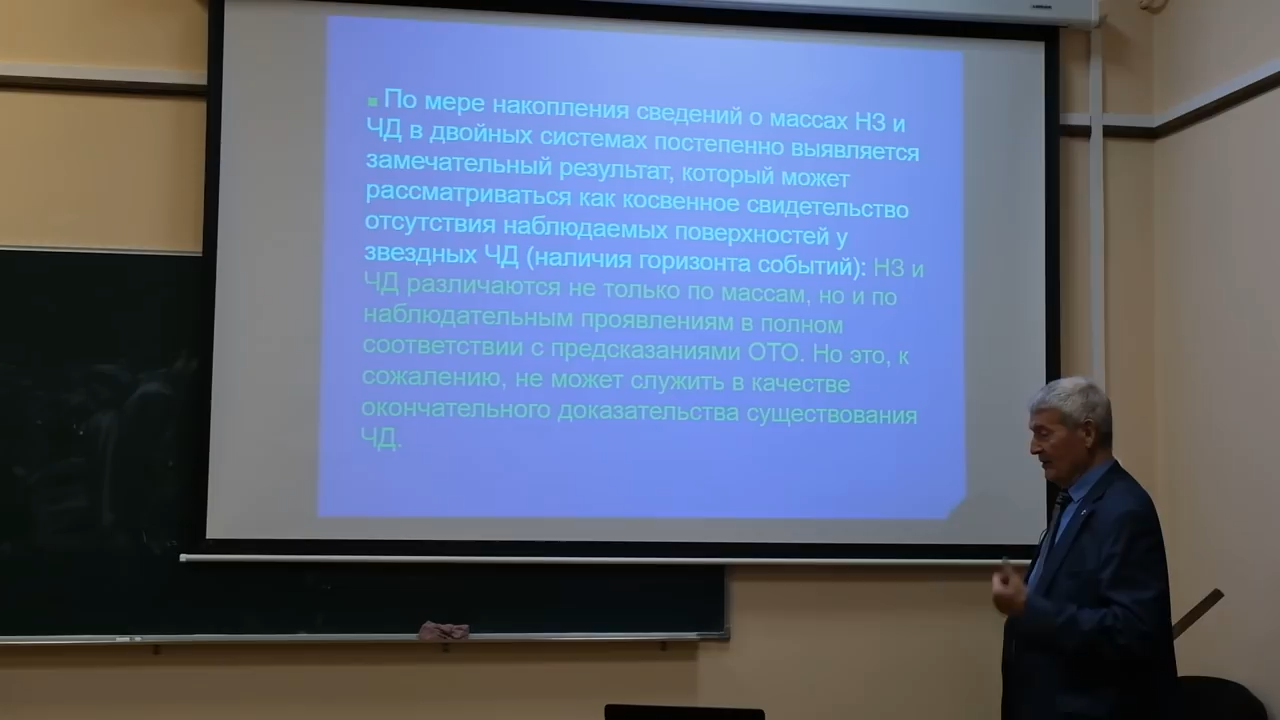 По мере накопления сведений о массах НЗ и
ЧД в двойных системах постепенно выявляется
замечательный результат, который может
рассматриваться как косвенное свидетельство
отсутствия наблюдаемых поверхностей у
звездных ЧД (наличия горизонта событий): НЗ и
ЧД различаются не только по массам, но и по
наблюдательным проявлениям в полном
соответствии с предсказаниями ОТО. Но это, к
сожалению, не может служить в качестве
окончательного доказательства существования
ЧД.